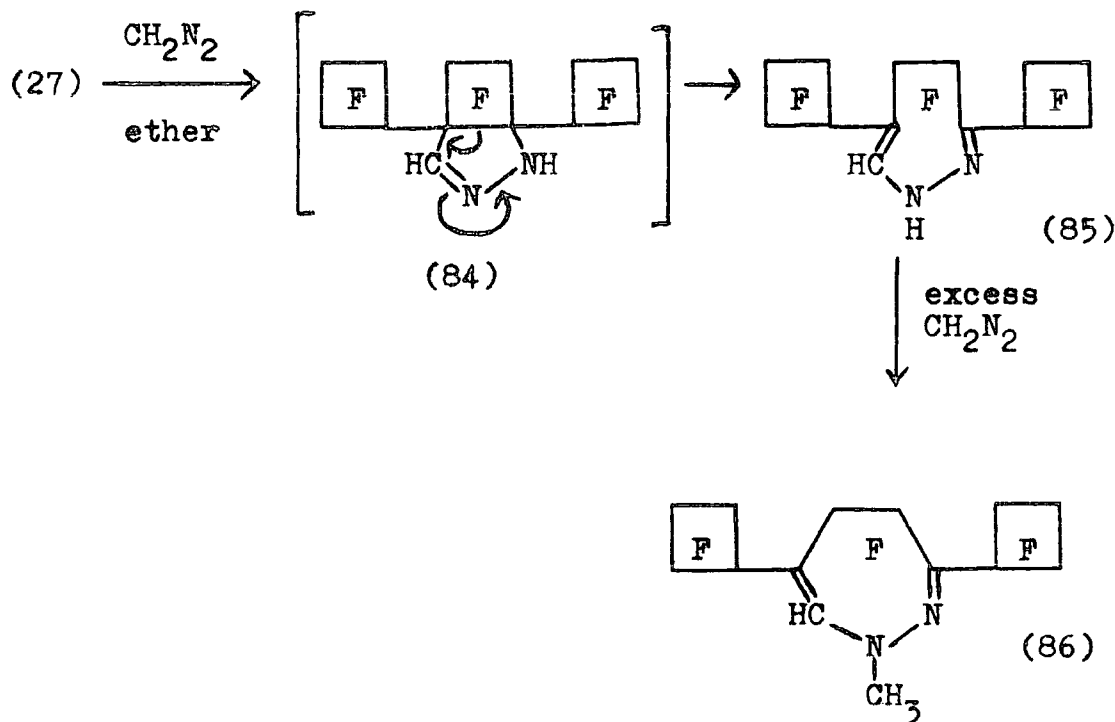 CH2N2
(27)
ether
F F F
HC NH
N
(84)
F F F
HC N
N
H
(85)
excess
CH2N2
F F F
HC N
N
CH3
(86)